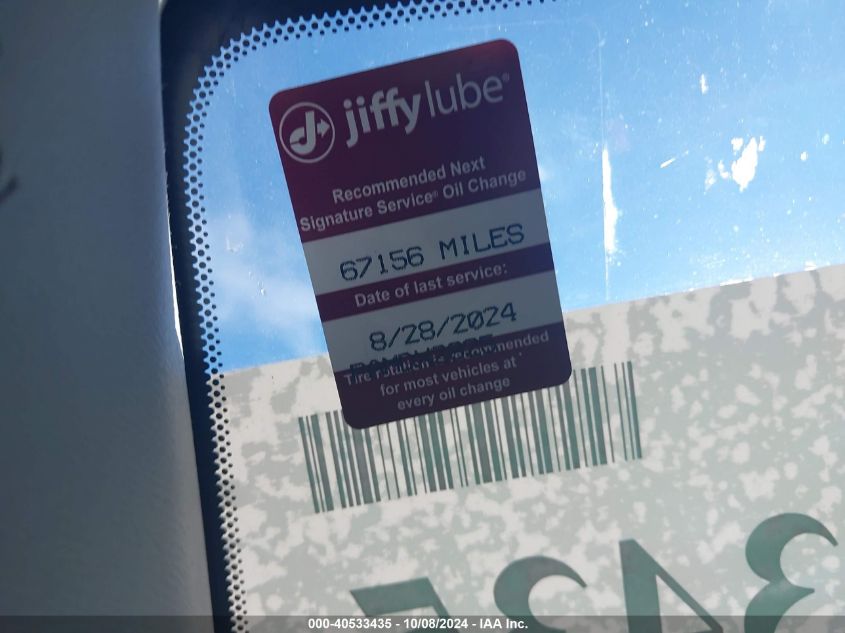 jiffy lube®
Recommended Next
Signature Service® Oil Change
67156 MILES
Date of last service:
8/28/2024
Tire rotation is recommended
for most vehicles at
every oil change
000-40533435 - 10/08/2024 - IAA Inc.